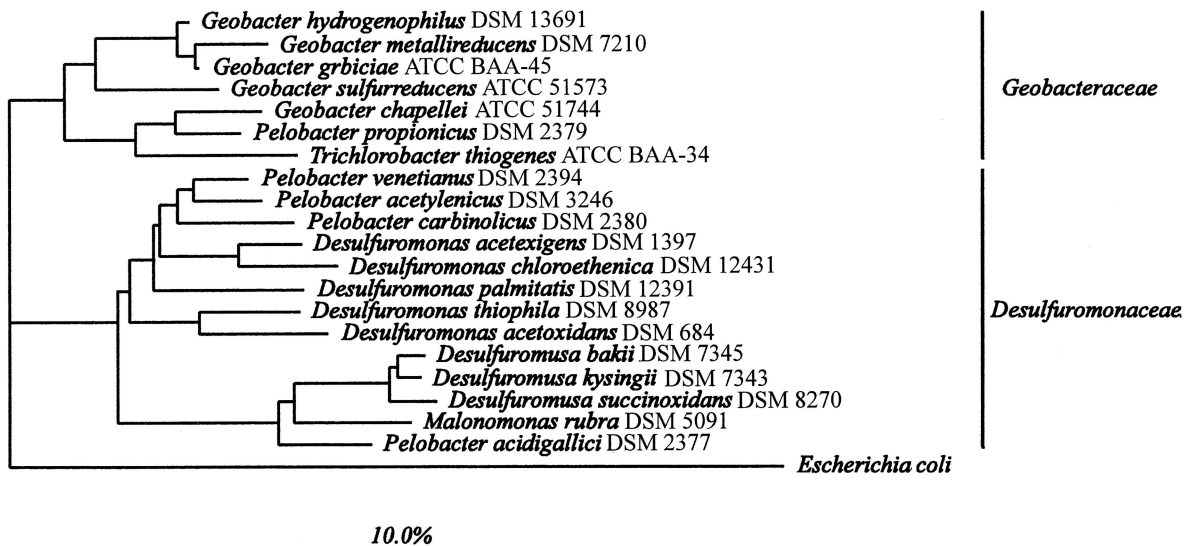 Geobacter hydrogenophilus DSM 13691
Geobacter metallireducens DSM 7210
Geobacter grbiciae ATCC BAA-45
Geobacter sulfurreducens ATCC 51573
Geobacteraceae
Geobacter chapellei ATCC 51744
Pelobacter propionicus DSM 2379
Trichlorobacter thiogenes ATCC BAA-34
Pelobacter venetianus DSM 2394
Pelobacter acetylenicus DSM 3246
Pelobacter carbinolicus DSM 2380
Desulfuromonas acetexigens DSM 1397
Desulfuromonas chloroethenica DSM 12431
Desulfuromonas palmitatis DSM 12391
Desulfuromonas thiophila DSM 8987
Desulfuromonaceae
Desulfuromonas acetoxidans DSM 684
Desulfuromusa bakii DSM 7345
Desulfuromusa kysingii DSM 7343
Desulfuromusa succinoxidans DSM 8270
Malonomonas rubra DSM 5091
Pelobacter acidigallici DSM 2377
Escherichia coli
10.0%